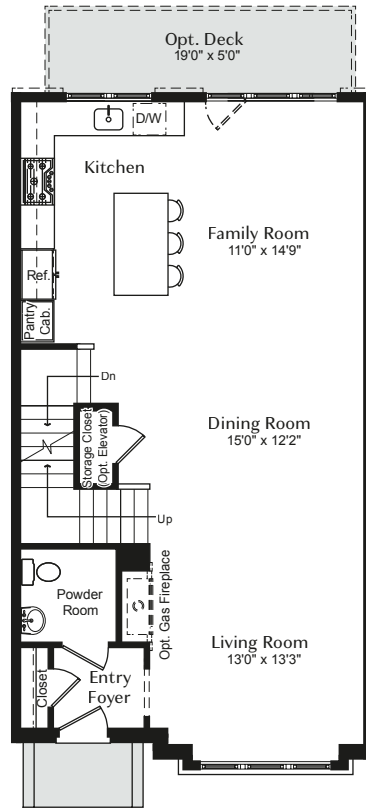 Opt. Deck
19'0" x 5'0"
D/W
Kitchen
Family Room
11'0" x 14'9"
Ref.
Pantry
Cab.
Dn
Storage Closet
(Opt. Elevator)
Dining Room
15'0" x 12'2"
Up
Powder
Room
Opt. Gas Fireplace
Living Room
13'0" x 13'3"
Closet
Entry
Foyer